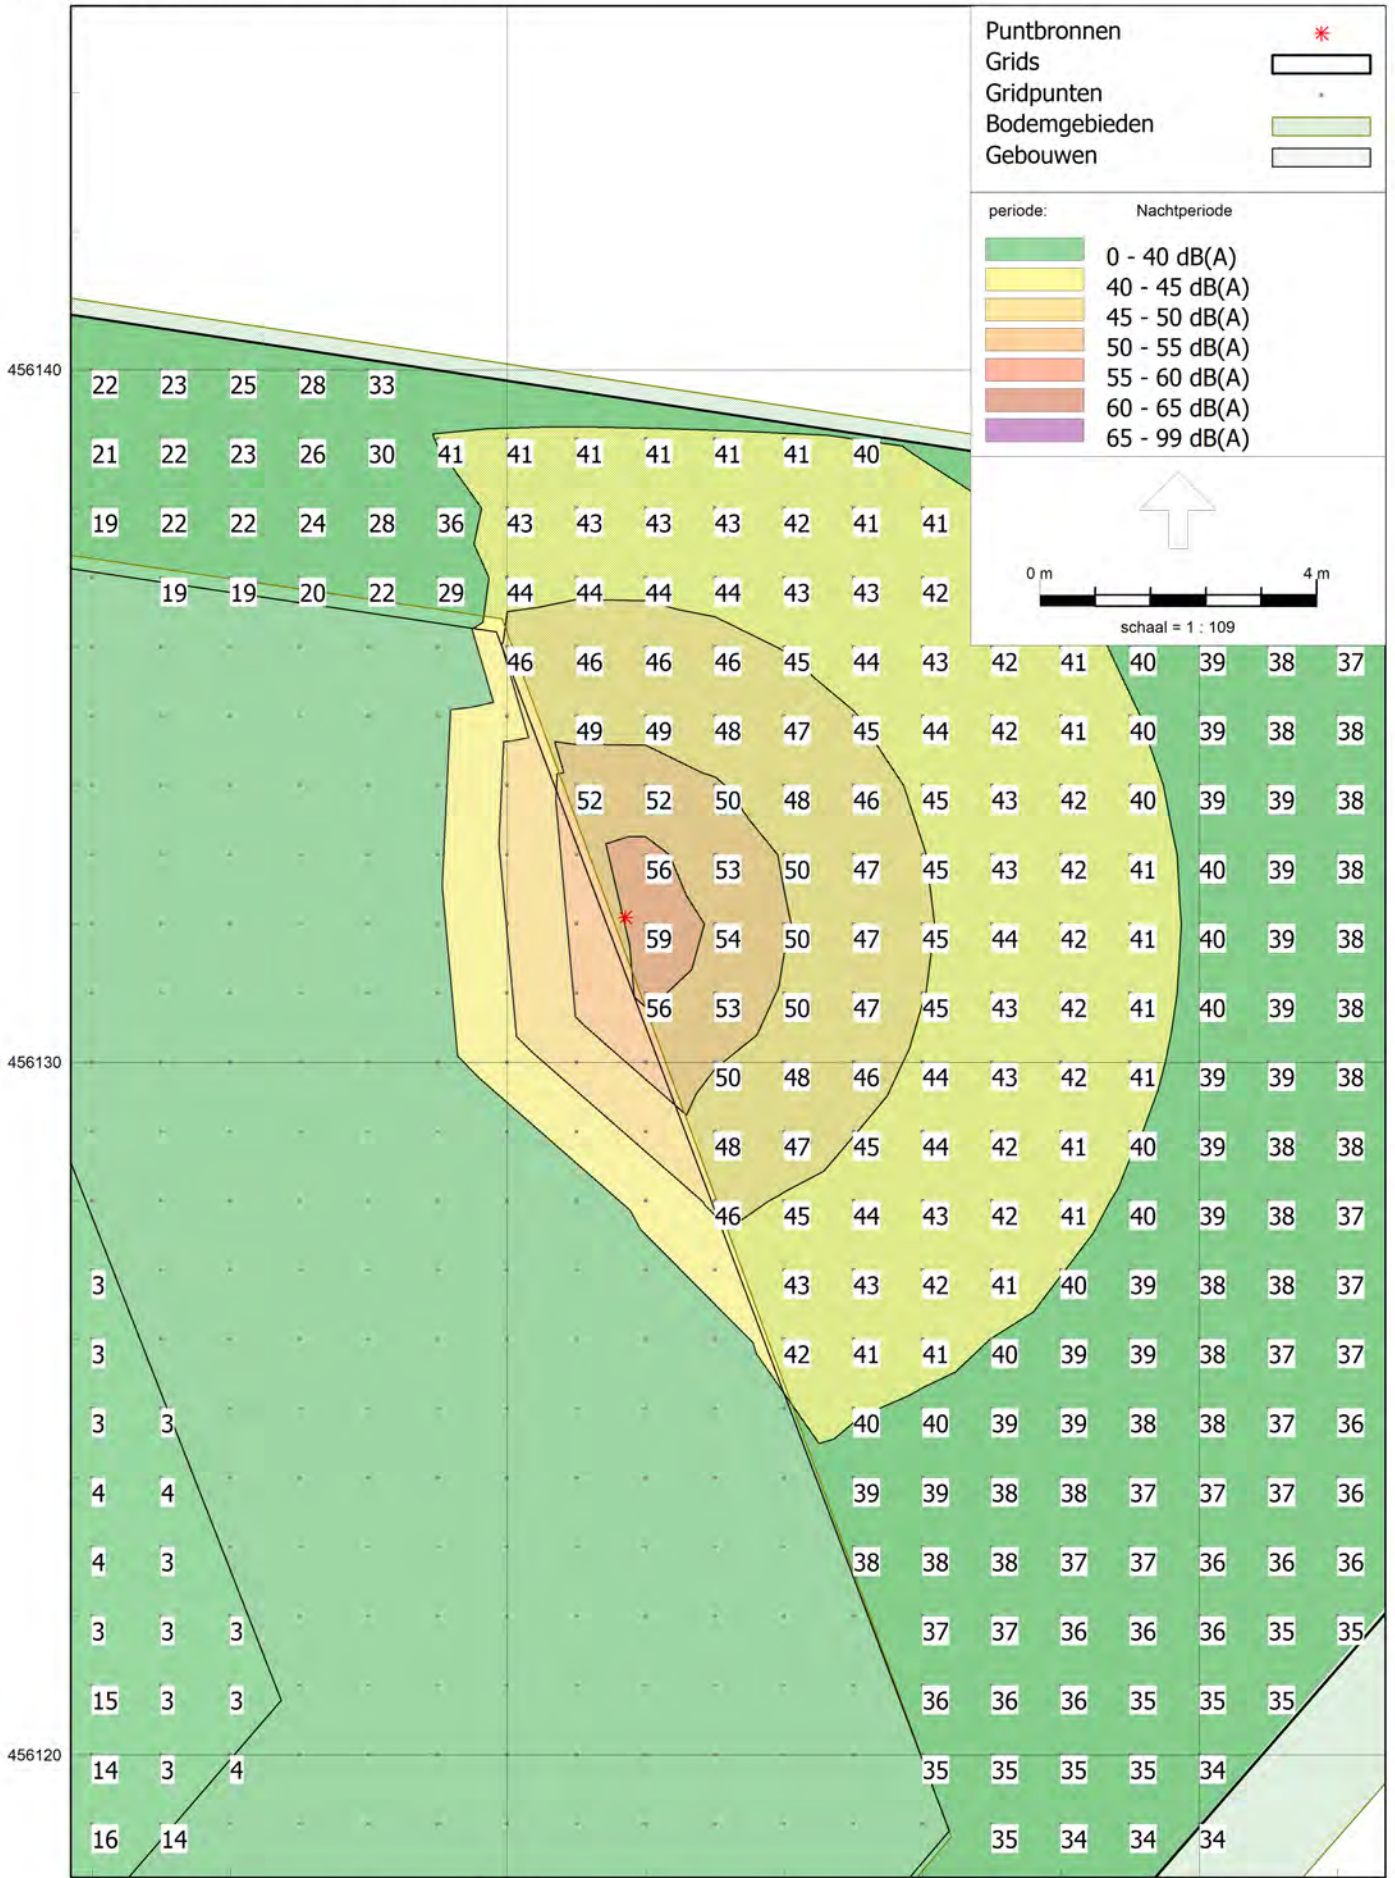 Puntbronnen
Grids
Gridpunten
Bodemgebieden
Gebouwen
periode: Nachtperiode
0 - 40 dB(A)
40 - 45 dB(A)
45 - 50 dB(A)
50 - 55 dB(A)
55 - 60 dB(A)
60 - 65 dB(A)
65 - 99 dB(A)
0 m 4 m
schaal = 1 : 109
456140
22 23 25 28 33
21 22 23 26 30 41 41 41 41 41 41 40
19 22 22 24 28 36 43 43 43 43 42 41 41
19 19 20 22 29 44 44 44 44 43 43 42
46 46 46 46 45 44 43 42 41 40 39 38 37
49 49 48 47 45 44 42 41 40 39 38 38
52 52 50 48 46 45 43 42 40 39 39 38
56 53 50 47 45 43 42 41 40 39 38
59 54 50 47 45 44 42 41 40 39 38
56 53 50 47 45 43 42 41 40 39 38
456130
50 48 46 44 43 42 41 39 39 38
48 47 45 44 42 41 40 39 38 38
46 45 44 43 42 41 40 39 38 37
3 43 43 42 41 40 39 38 38 37
3 42 41 41 40 39 39 38 37 37
3 3 40 40 39 39 38 38 37 36
4 4 39 39 38 38 37 37 37 36
4 3 38 38 38 37 37 36 36 36
3 3 3 37 37 36 36 36 35 35
15 3 3 36 36 36 35 35 35
456120
14 3 4 35 35 35 35 34
16 14 35 34 34 34